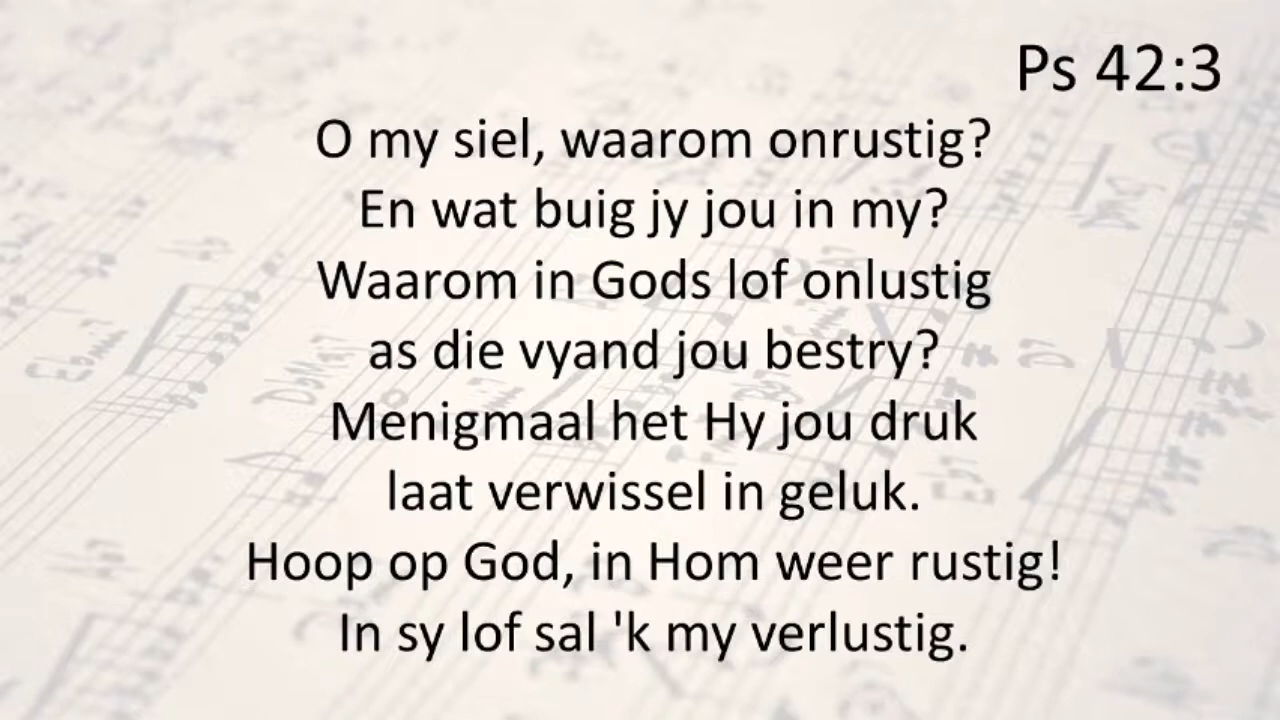 Ps 42:3
O my siel, waarom onrustig?
En wat buig jy jou in my?
Waarom in Gods lof onlustig
as die vyand jou bestry?
Menigmaal het Hy jou druk
laat verwissel in geluk.
Hoop op God, in Hom weer rustig!
In sy lof sal 'k my verlustig.